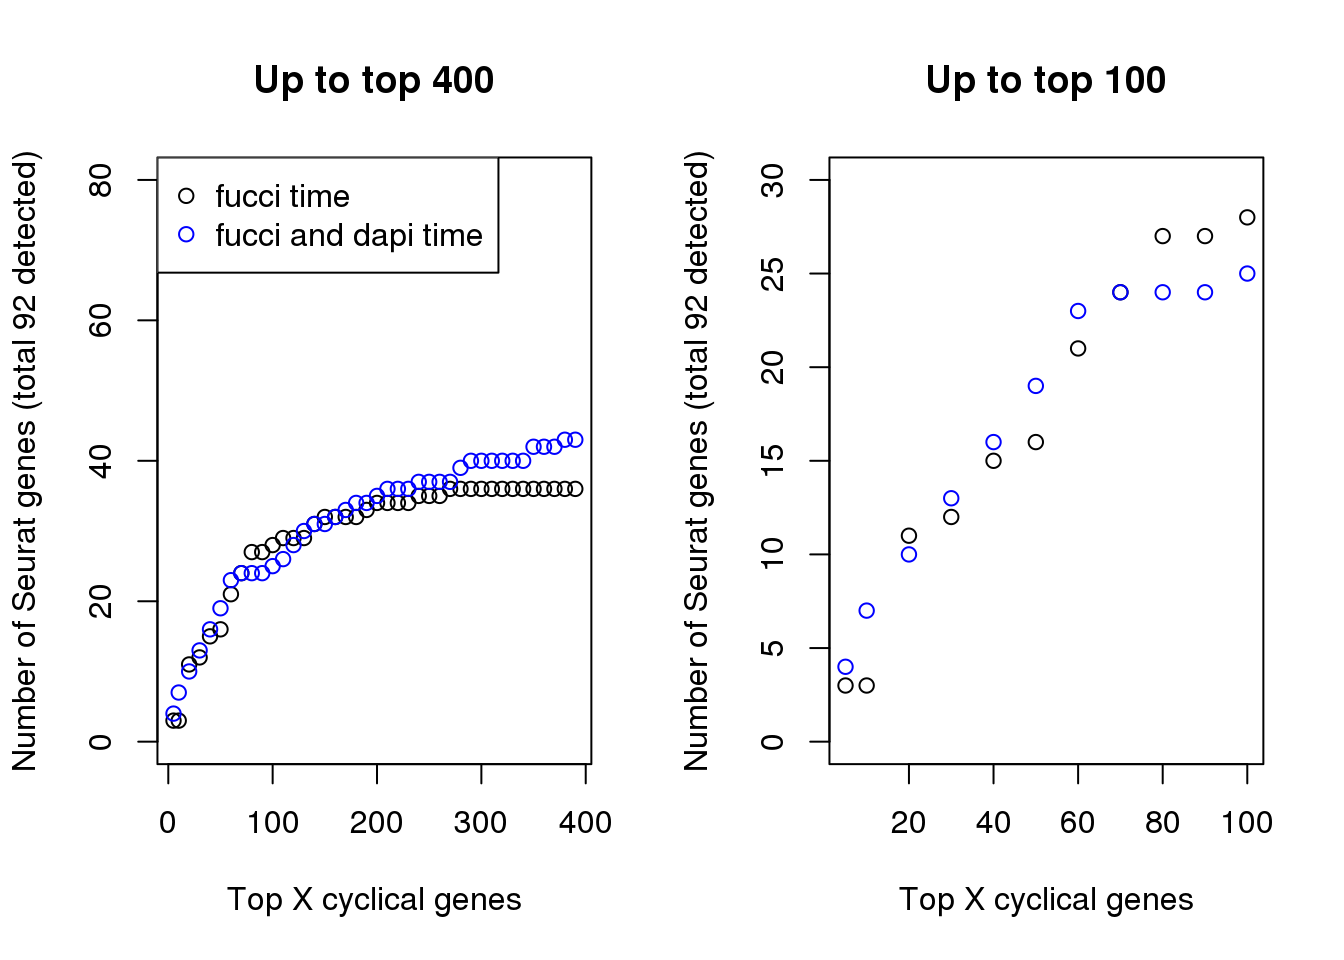 Up to top 400
Number of Seurat genes (total 92 detected)
80
60
40
20
0
fucci time
fucci and dapi time
0 100 200 300 400
Top X cyclical genes
Up to top 100
Number of Seurat genes (total 92 detected)
30
25
20
15
10
5
0
20 40 60 80 100
Top X cyclical genes